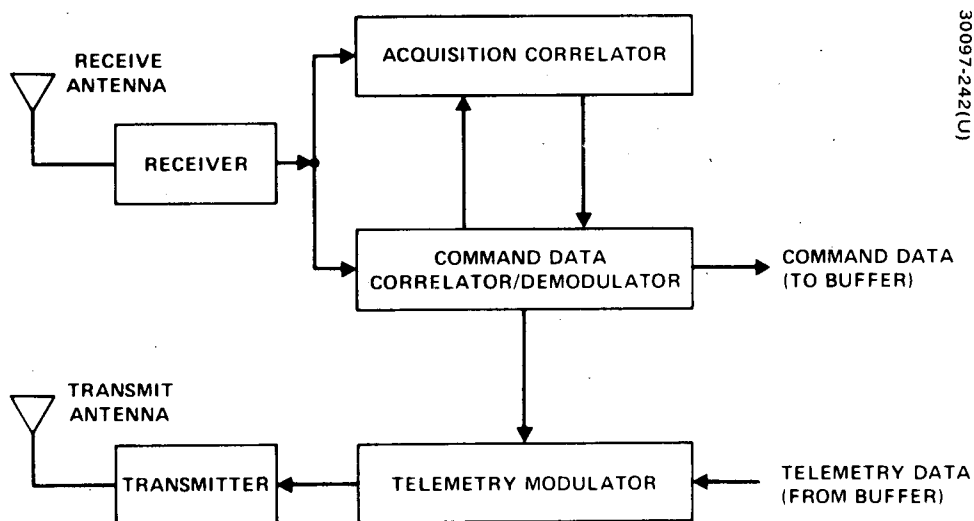 RECEIVE
ANTENNA
ACQUISITION CORRELATOR
30097-242(U)
RECEIVER
COMMAND DATA
CORRELATOR/DEMODULATOR
COMMAND DATA
(TO BUFFER)
TRANSMIT
ANTENNA
TRANSMITTER
TELEMETRY MODULATOR
TELEMETRY DATA
(FROM BUFFER)